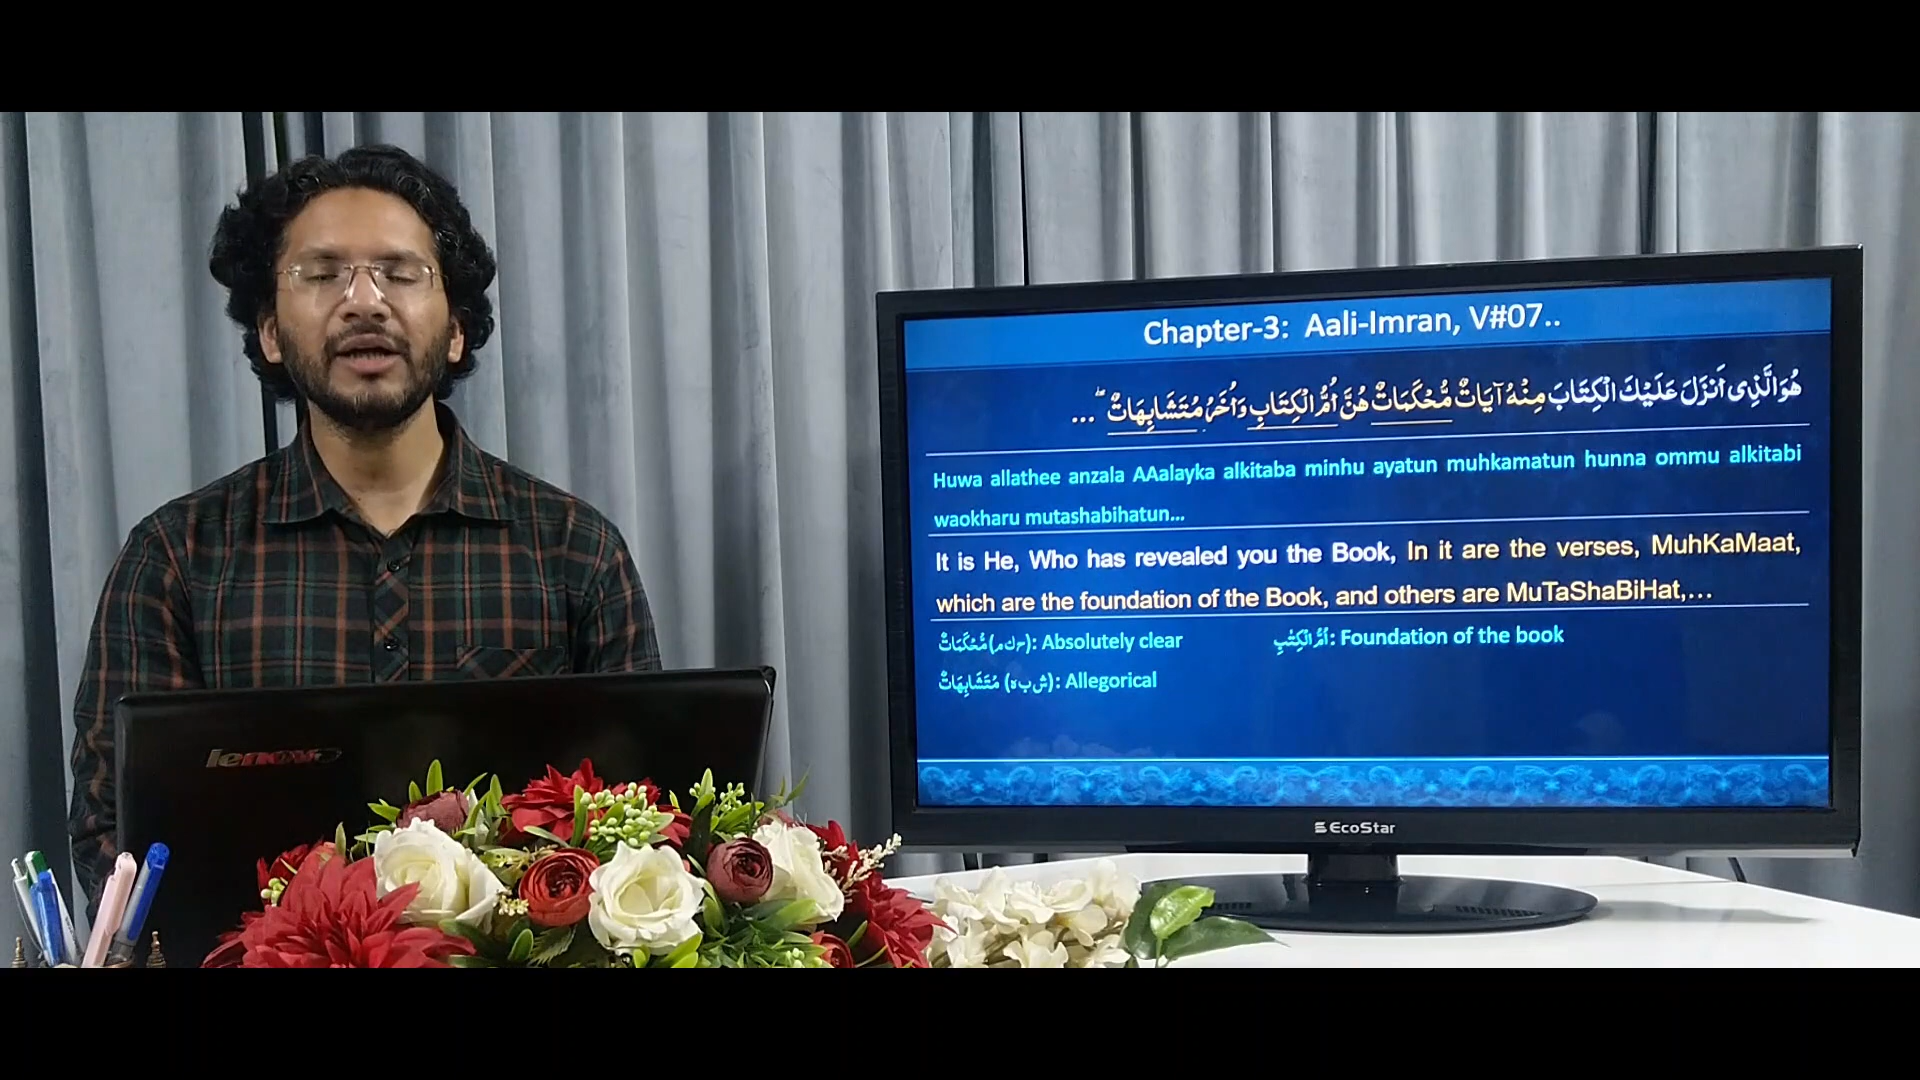 Chapter-3: Aali-Imran, V#07..
هُوَ الَّذِى اَنْزَلَ عَلَيْكَ الْكِتَابَ مِنْهُ آيَاتٌ مُّحْكَمَاتٌ هُنَّ اُمُّ الْكِتَابِ وَاُخَرُ مُتَشَابِهَاتٌ ۖ ...
Huwa allathee anzala AAalayka alkitaba minhu ayatun muhkamatun hunna ommu alkitabi
waokharu mutashabihatun...
It is He, Who has revealed you the Book, In it are the verses, MuhKaMaat,
which are the foundation of the Book, and others are MuTaShaBiHat,...
مُحْكَمَاتٌ (ح ك م): Absolutely clear اُمُّ الْكِتٰبِ: Foundation of the book
مُتَشَابِهَاتٌ (ش ب ه): Allegorical
EcoStar
lenovo